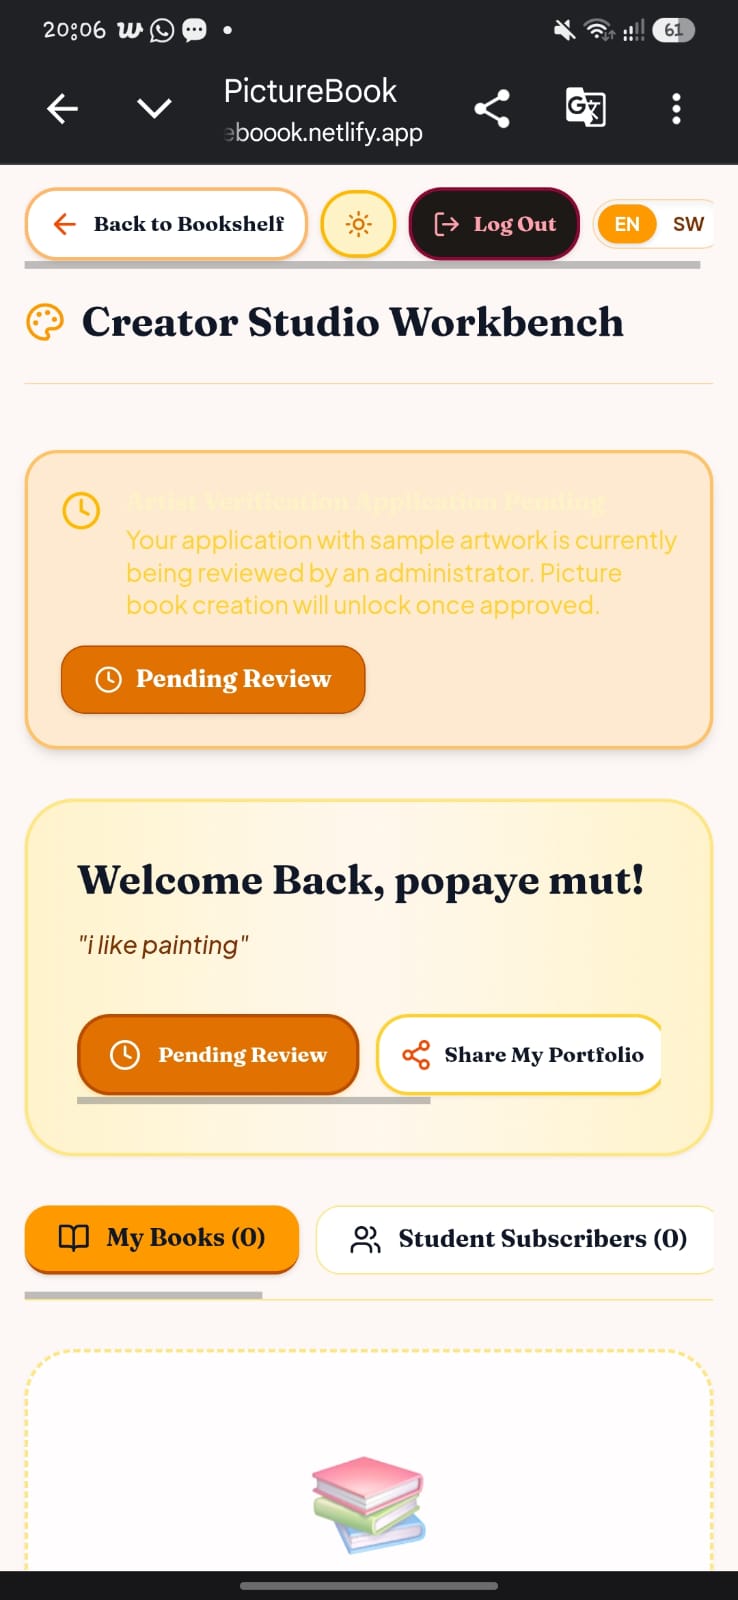 20:06
61
PictureBook
eboook.netlify.app
Back to Bookshelf
Log Out
EN
SW
Creator Studio Workbench
Artist Verification Application Pending
Your application with sample artwork is currently
being reviewed by an administrator. Picture
book creation will unlock once approved.
Pending Review
Welcome Back, popaye mut!
"i like painting"
Pending Review
Share My Portfolio
My Books (0)
Student Subscribers (0)